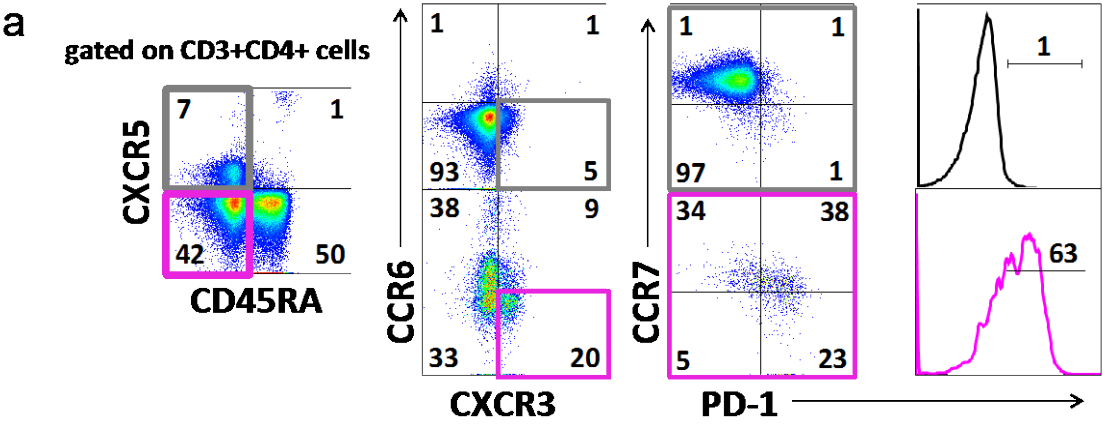 a
gated on CD3+CD4+ cells
7 1
42 50
CXCR5
CD45RA
1 1
93 5
38 9
33 20
CCR6
CXCR3
1 1
97 1
34 38
5 23
CCR7
PD-1
1
63